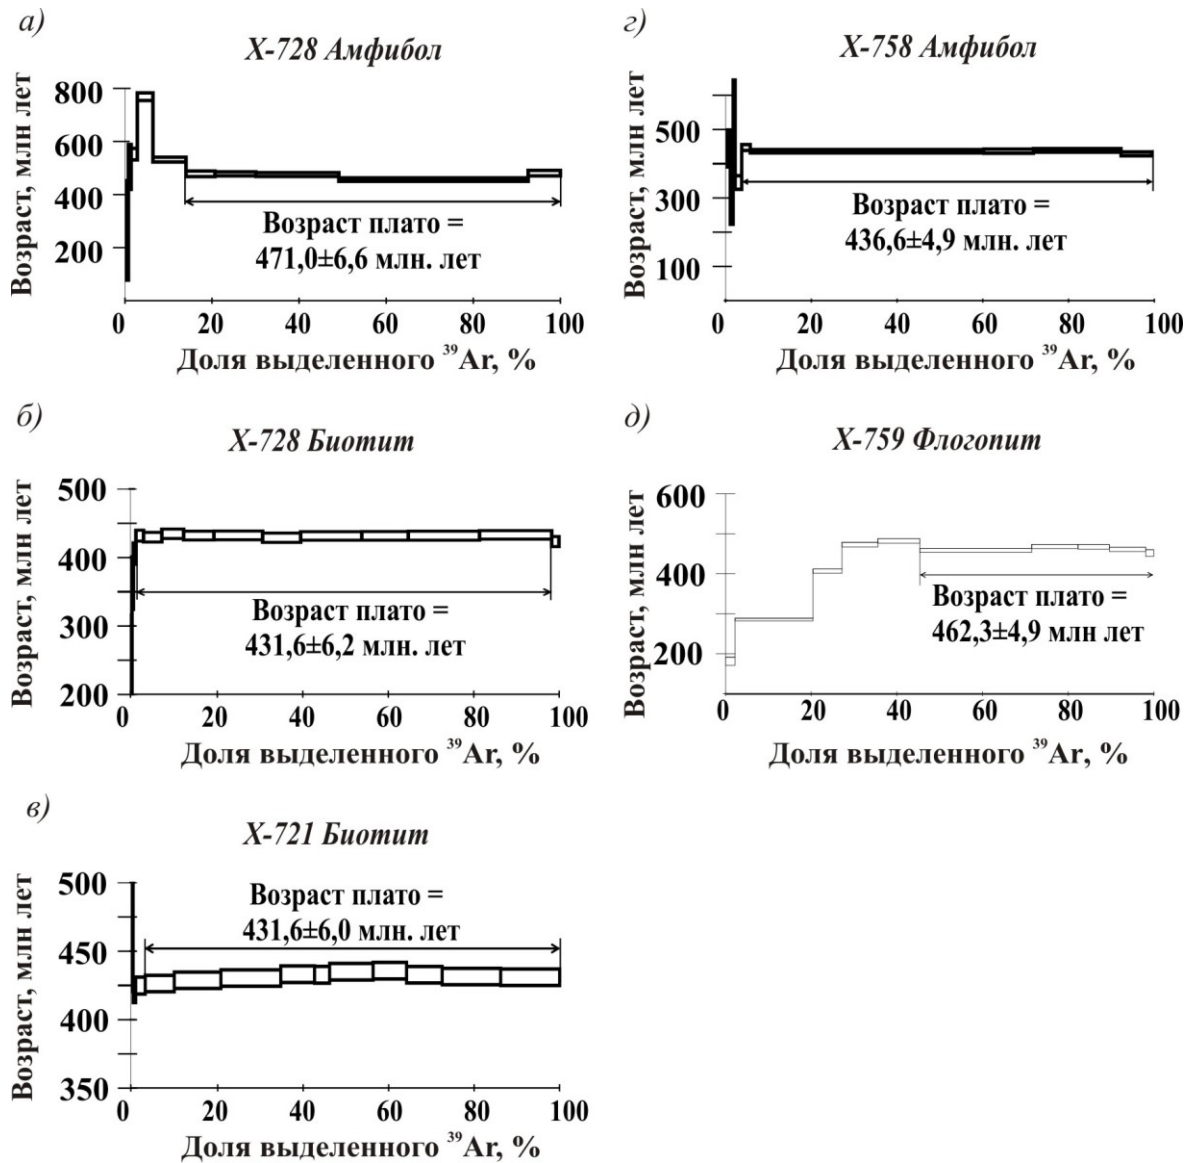 а)
Х-728 Амфибол
Возраст, млн лет
800
600
400
200
Возраст плато =
471,0±6,6 млн. лет
0 20 40 60 80 100
Доля выделенного ³⁹Ar, %
г)
Х-758 Амфибол
Возраст, млн лет
500
300
100
Возраст плато =
436,6±4,9 млн. лет
0 20 40 60 80 100
Доля выделенного ³⁹Ar, %
б)
Х-728 Биотит
Возраст, млн лет
500
400
300
200
Возраст плато =
431,6±6,2 млн. лет
0 20 40 60 80 100
Доля выделенного ³⁹Ar, %
д)
Х-759 Флогопит
Возраст, млн лет
600
400
200
Возраст плато =
462,3±4,9 млн лет
0 20 40 60 80 100
Доля выделенного ³⁹Ar, %
в)
Х-721 Биотит
Возраст, млн лет
500
450
400
350
Возраст плато =
431,6±6,0 млн. лет
0 20 40 60 80 100
Доля выделенного ³⁹Ar, %